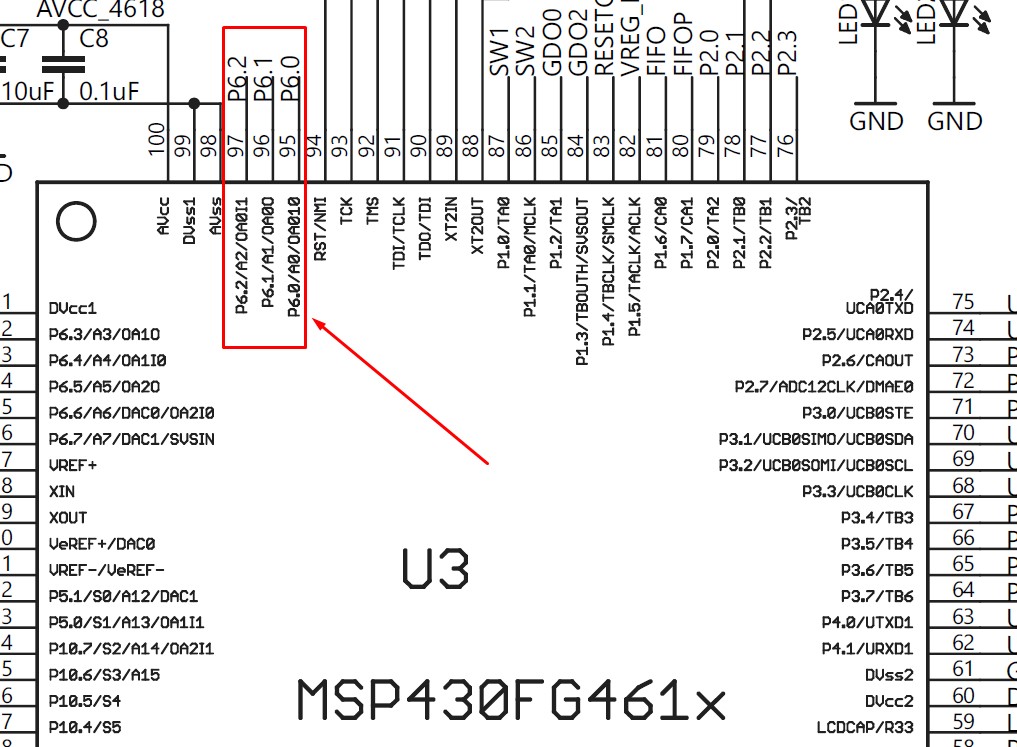 AVCC_4618
C7
C8
10uF
0.1uF
P6.2
P6.1
P6.0
SW1
SW2
GDO0
GDO2
FIFO
FIFOP
P2.0
P2.1
P2.2
P2.3
LED
GND
GND
100
99
98
97
96
95
94
93
92
91
90
89
88
87
86
85
84
83
82
81
80
79
78
77
76
AVcc
DVss1
AVss
P6.2/A2/OA0I1
P6.1/A1/OA0O
P6.0/A0/OA0I0
RST/NMI
TCK
TMS
TDI/TCLK
TDO/TDI
XT2IN
XT2OUT
P1.0/TA0
P1.1/TA0/MCLK
P1.2/TA1
P1.3/TBOUTH/SVSOUT
P1.4/TBCLK/SMCLK
P1.5/TACLK/ACLK
P1.6/CA0
P1.7/CA1
P2.0/TA2
P2.1/TB0
P2.2/TB1
P2.3/
TB2
1 DVcc1
2 P6.3/A3/OA1O
3 P6.4/A4/OA1I0
4 P6.5/A5/OA2O
5 P6.6/A6/DAC0/OA2I0
6 P6.7/A7/DAC1/SVSIN
7 VREF+
8 XIN
9 XOUT
0 VeREF+/DAC0
1 VREF-/VeREF-
2 P5.1/S0/A12/DAC1
3 P5.0/S1/A13/OA1I1
4 P10.7/S2/A14/OA2I1
5 P10.6/S3/A15
6 P10.5/S4
7 P10.4/S5
P2.4/
UCA0TXD 75
P2.5/UCA0RXD 74
P2.6/CAOUT 73
P2.7/ADC12CLK/DMAE0 72
P3.0/UCB0STE 71
P3.1/UCB0SIMO/UCB0SDA 70
P3.2/UCB0SOMI/UCB0SCL 69
P3.3/UCB0CLK 68
P3.4/TB3 67
P3.5/TB4 66
P3.6/TB5 65
P3.7/TB6 64
P4.0/UTXD1 63
P4.1/URXD1 62
DVss2 61
DVcc2 60
LCDCAP/R33 59
U3
MSP430FG461x